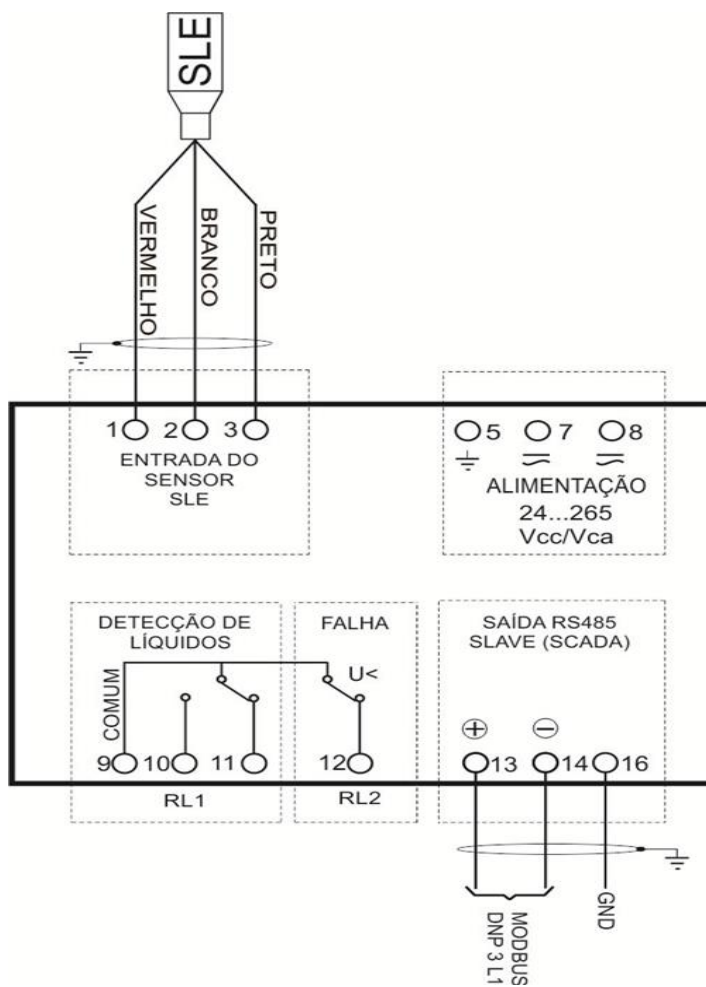 SLE
VERMELHO
BRANCO
PRETO
1 2 3
ENTRADA DO
SENSOR
SLE
5 7 8
ALIMENTAÇÃO
24...265
Vcc/Vca
DETECÇÃO DE
LÍQUIDOS
COMUM
9 10 11
RL1
FALHA
U<
12
RL2
SAÍDA RS485
SLAVE (SCADA)
+ −
13 14 16
MODBUS
DNP 3 L1
GND